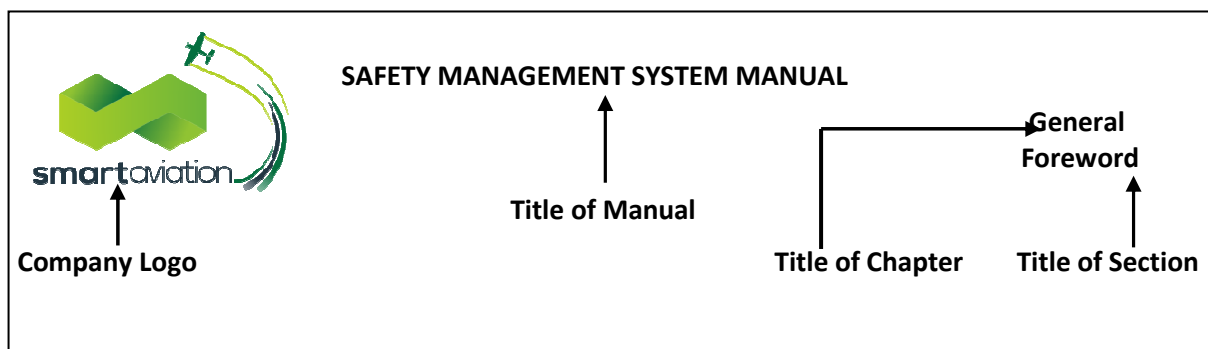 SAFETY MANAGEMENT SYSTEM MANUAL
General
Foreword
smartaviation
Title of Manual
Company Logo
Title of Chapter
Title of Section